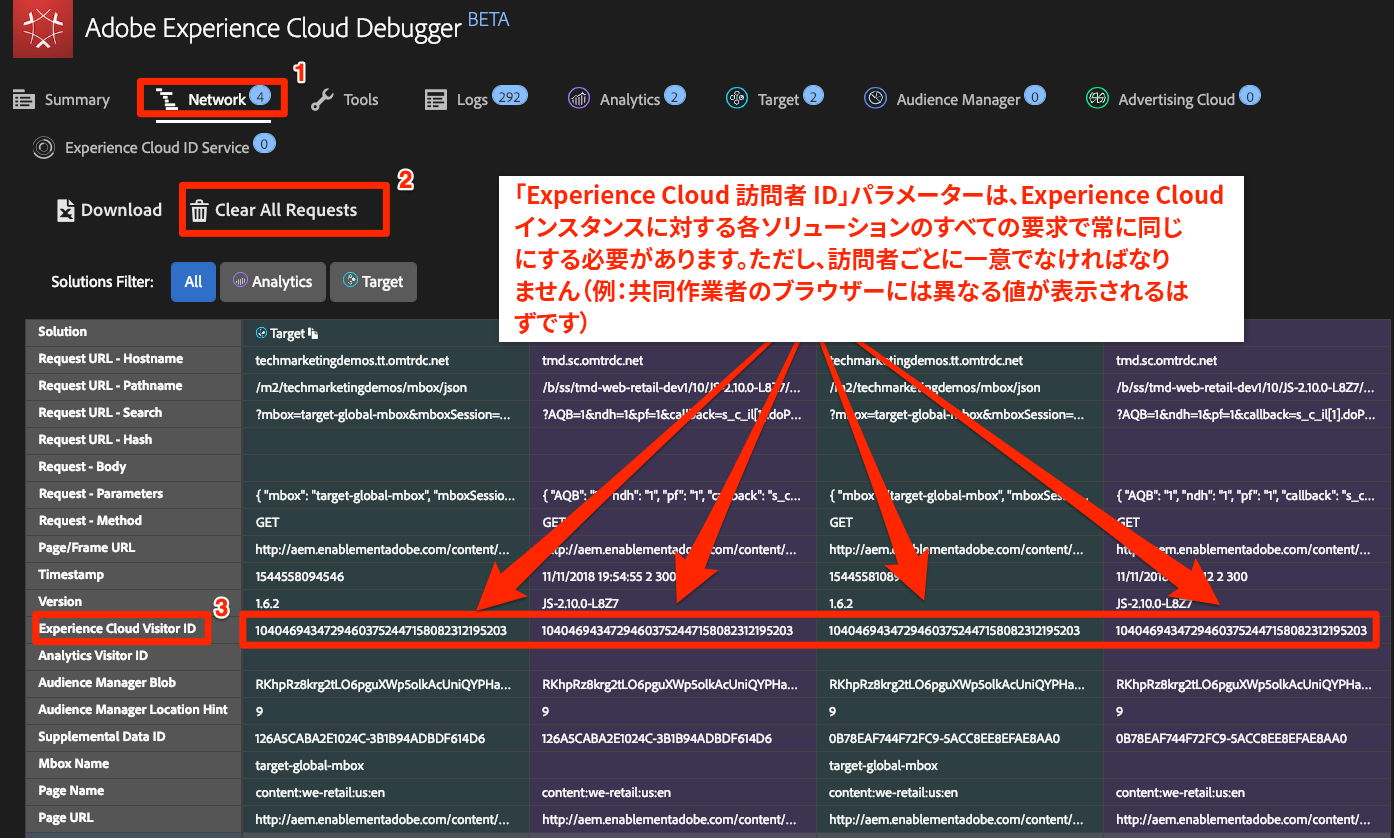 Adobe Experience Cloud Debugger BETA
1
Summary Network 4 Tools Logs 292 Analytics 2 Target 2 Audience Manager 0 Advertising Cloud 0
Experience Cloud ID Service 0
2
Download Clear All Requests
「Experience Cloud 訪問者 ID」パラメーターは、Experience Cloud
インスタンスに対する各ソリューションのすべての要求で常に同じ
にする必要があります。ただし、訪問者ごとに一意でなければなり
ません（例：共同作業者のブラウザーには異なる値が表示されるは
ずです）
Solutions Filter: All Analytics Target
Solution Target
Request URL - Hostname techmarketingdemos.tt.omtrdc.net tmd.sc.omtrdc.net techmarketingdemos.tt.omtrdc.net tmd.sc.omtrdc.net
Request URL - Pathname /m2/techmarketingdemos/mbox/json /b/ss/tmd-web-retail-dev1/10/JS-2.10.0-L8Z7/... /m2/techmarketingdemos/mbox/json /b/ss/tmd-web-retail-dev1/10/JS-2.10.0-L8Z7/...
Request URL - Search ?mbox=target-global-mbox&mboxSession=... ?AQB=1&ndh=1&pf=1&callback=s_c_il[1].doP... ?mbox=target-global-mbox&mboxSession=... ?AQB=1&ndh=1&pf=1&callback=s_c_il[1].doP...
Request URL - Hash
Request - Body
Request - Parameters { "mbox": "target-global-mbox", "mboxSessio... { "AQB": "1", "ndh": "1", "pf": "1", "callback": "s_c... { "mbox": "target-global-mbox", "mboxSes... { "AQB": "1", "ndh": "1", "pf": "1", "callback": "s_c...
Request - Method GET GET GET GET
Page/Frame URL http://aem.enablementadobe.com/content/... http://aem.enablementadobe.com/content/... http://aem.enablementadobe.com/content/... http://aem.enablementadobe.com/content/...
Timestamp 1544558094546 11/11/2018 19:54:55 2 300 15445581089 11/11/2018 2 300
Version 1.6.2 JS-2.10.0-L8Z7 1.6.2 JS-2.10.0-L8Z7
3
Experience Cloud Visitor ID 10404694347294603752447158082312195203 10404694347294603752447158082312195203 10404694347294603752447158082312195203 10404694347294603752447158082312195203
Analytics Visitor ID
Audience Manager Blob RKhpRz8krg2tLO6pguXWp5olkAcUniQYPHa... RKhpRz8krg2tLO6pguXWp5olkAcUniQYPHa... RKhpRz8krg2tLO6pguXWp5olkAcUniQYPHa... RKhpRz8krg2tLO6pguXWp5olkAcUniQYPHa...
Audience Manager Location Hint 9 9 9 9
Supplemental Data ID 126A5CABA2E1024C-3B1B94ADBDF614D6 126A5CABA2E1024C-3B1B94ADBDF614D6 0B78EAF744F72FC9-5ACC8EE8EFAE8AA0 0B78EAF744F72FC9-5ACC8EE8EFAE8AA0
Mbox Name target-global-mbox target-global-mbox
Page Name content:we-retail:us:en content:we-retail:us:en content:we-retail:us:en content:we-retail:us:en
Page URL http://aem.enablementadobe.com/content/... http://aem.enablementadobe.com/content/... http://aem.enablementadobe.com/content/... http://aem.enablementadobe.com/content/...